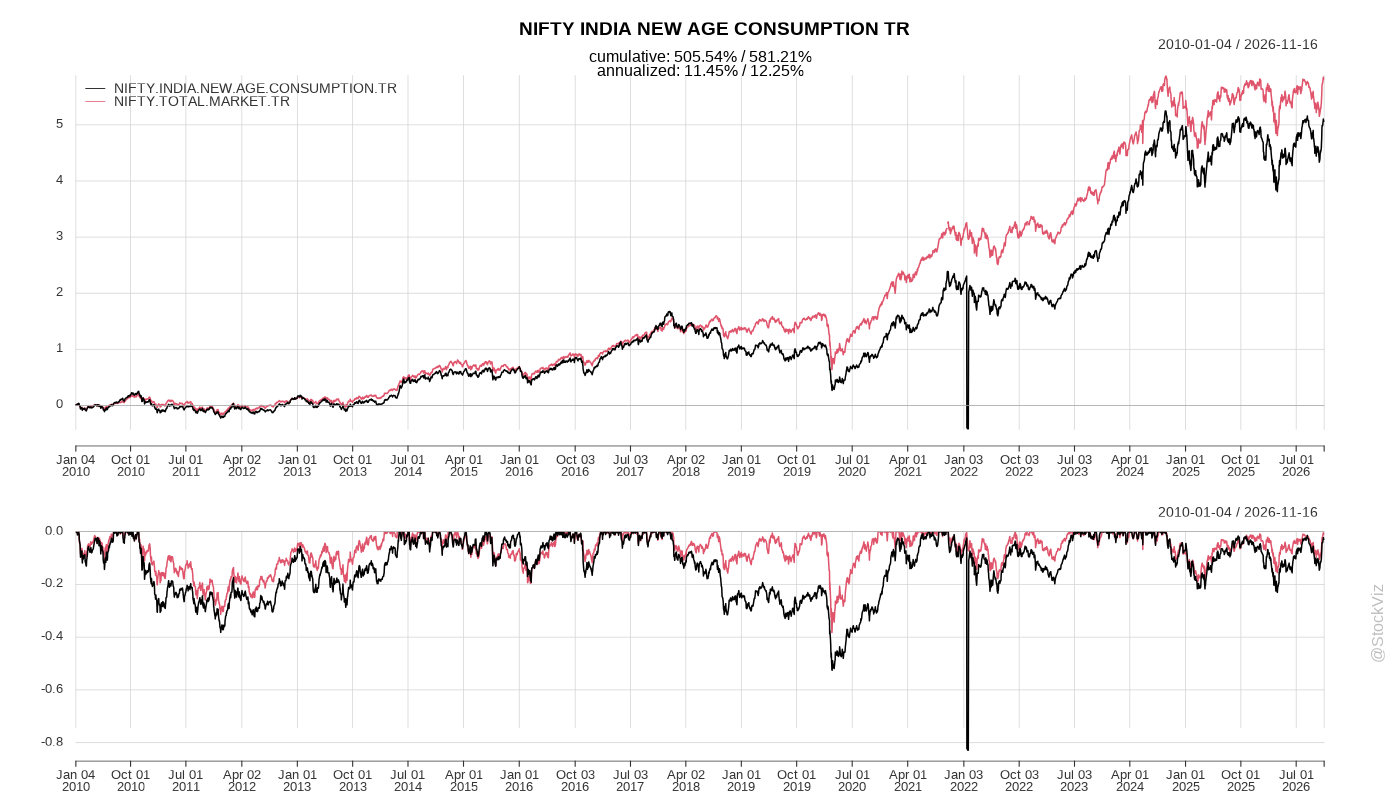 NIFTY INDIA NEW AGE CONSUMPTION TR
2010-01-04 / 2026-11-16
cumulative: 505.54% / 581.21%
annualized: 11.45% / 12.25%
NIFTY.INDIA.NEW.AGE.CONSUMPTION.TR
NIFTY.TOTAL.MARKET.TR
5
4
3
2
1
0
Jan 04 Oct 01 Jul 01 Apr 02 Jan 01 Oct 01 Jul 01 Apr 01 Jan 01 Oct 03 Jul 03 Apr 02 Jan 01 Oct 01 Jul 01 Apr 01 Jan 03 Oct 03 Jul 03 Apr 01 Jan 01 Oct 01 Jul 01
2010 2010 2011 2012 2013 2013 2014 2015 2016 2016 2017 2018 2019 2019 2020 2021 2022 2022 2023 2024 2025 2025 2026
2010-01-04 / 2026-11-16
0.0
-0.2
-0.4
-0.6
-0.8
Jan 04 Oct 01 Jul 01 Apr 02 Jan 01 Oct 01 Jul 01 Apr 01 Jan 01 Oct 03 Jul 03 Apr 02 Jan 01 Oct 01 Jul 01 Apr 01 Jan 03 Oct 03 Jul 03 Apr 01 Jan 01 Oct 01 Jul 01
2010 2010 2011 2012 2013 2013 2014 2015 2016 2016 2017 2018 2019 2019 2020 2021 2022 2022 2023 2024 2025 2025 2026
@StockViz